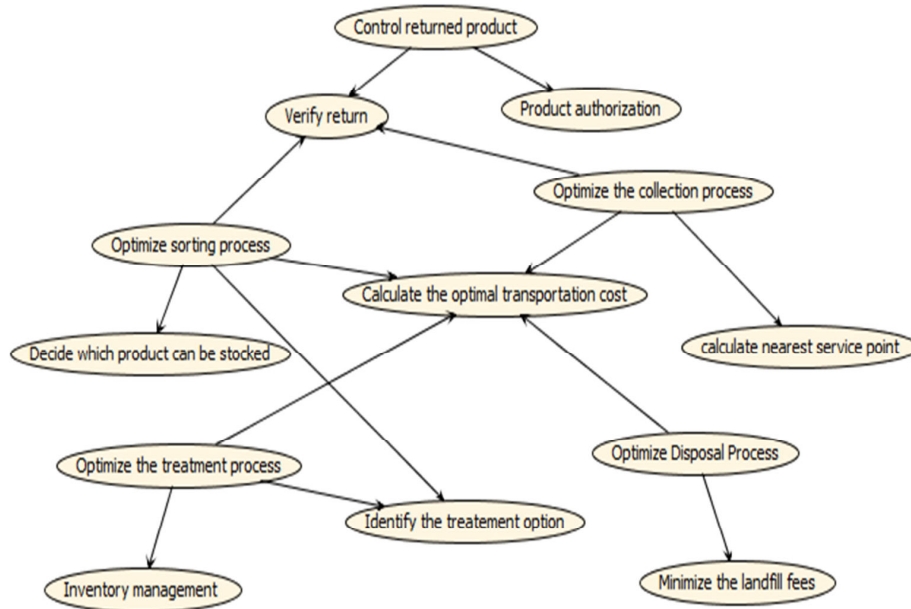 Control returned product
Product authorization
Verify return
Optimize the collection process
Optimize sorting process
Calculate the optimal transportation cost
Decide which product can be stocked
calculate nearest service point
Optimize the treatment process
Optimize Disposal Process
Identify the treatement option
Inventory management
Minimize the landfill fees